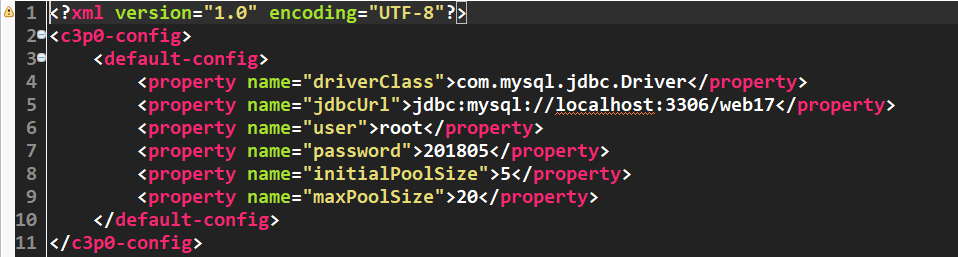 1 <?xml version="1.0" encoding="UTF-8"?>
2 <c3p0-config>
3 <default-config>
4 <property name="driverClass">com.mysql.jdbc.Driver</property>
5 <property name="jdbcUrl">jdbc:mysql://localhost:3306/web17</property>
6 <property name="user">root</property>
7 <property name="password">201805</property>
8 <property name="initialPoolSize">5</property>
9 <property name="maxPoolSize">20</property>
10 </default-config>
11 </c3p0-config>